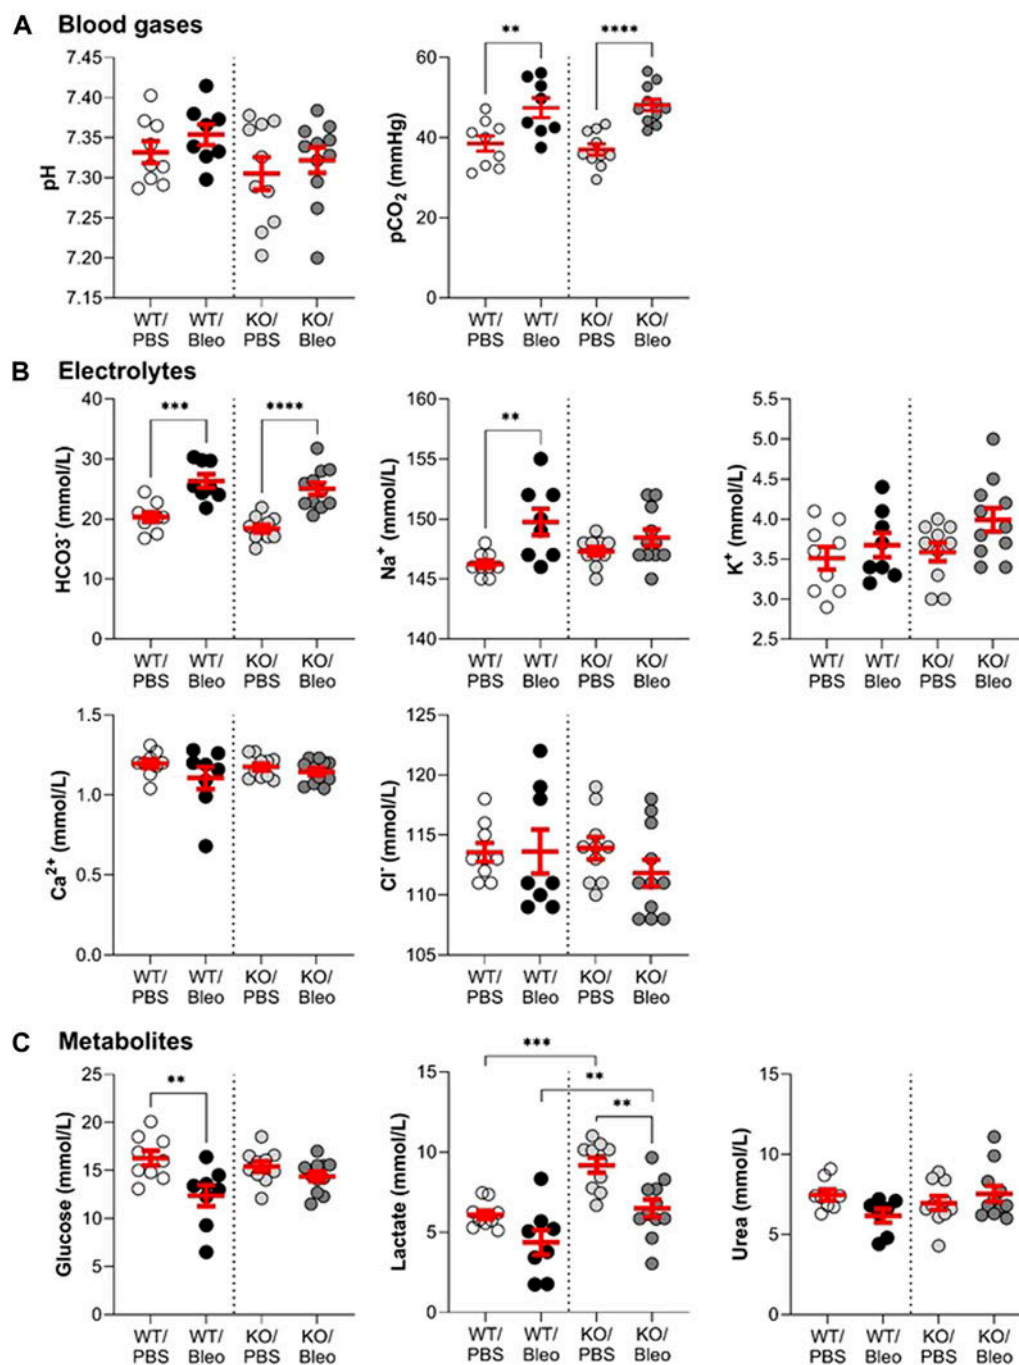 A Blood gases
** ****
pH
7.45
7.40
7.35
7.30
7.25
7.20
7.15
WT/ PBS WT/ Bleo KO/ PBS KO/ Bleo
pCO2 (mmHg)
60
40
20
0
WT/ PBS WT/ Bleo KO/ PBS KO/ Bleo
B Electrolytes
*** ****
HCO3- (mmol/L)
40
30
20
10
0
WT/ PBS WT/ Bleo KO/ PBS KO/ Bleo
**
Na+ (mmol/L)
160
155
150
145
140
WT/ PBS WT/ Bleo KO/ PBS KO/ Bleo
K+ (mmol/L)
5.5
5.0
4.5
4.0
3.5
3.0
2.5
WT/ PBS WT/ Bleo KO/ PBS KO/ Bleo
Ca2+ (mmol/L)
1.5
1.0
0.5
0.0
WT/ PBS WT/ Bleo KO/ PBS KO/ Bleo
Cl- (mmol/L)
125
120
115
110
105
WT/ PBS WT/ Bleo KO/ PBS KO/ Bleo
C Metabolites
**
Glucose (mmol/L)
25
20
15
10
5
0
WT/ PBS WT/ Bleo KO/ PBS KO/ Bleo
***
**
**
Lactate (mmol/L)
15
10
5
0
WT/ PBS WT/ Bleo KO/ PBS KO/ Bleo
Urea (mmol/L)
15
10
5
0
WT/ PBS WT/ Bleo KO/ PBS KO/ Bleo